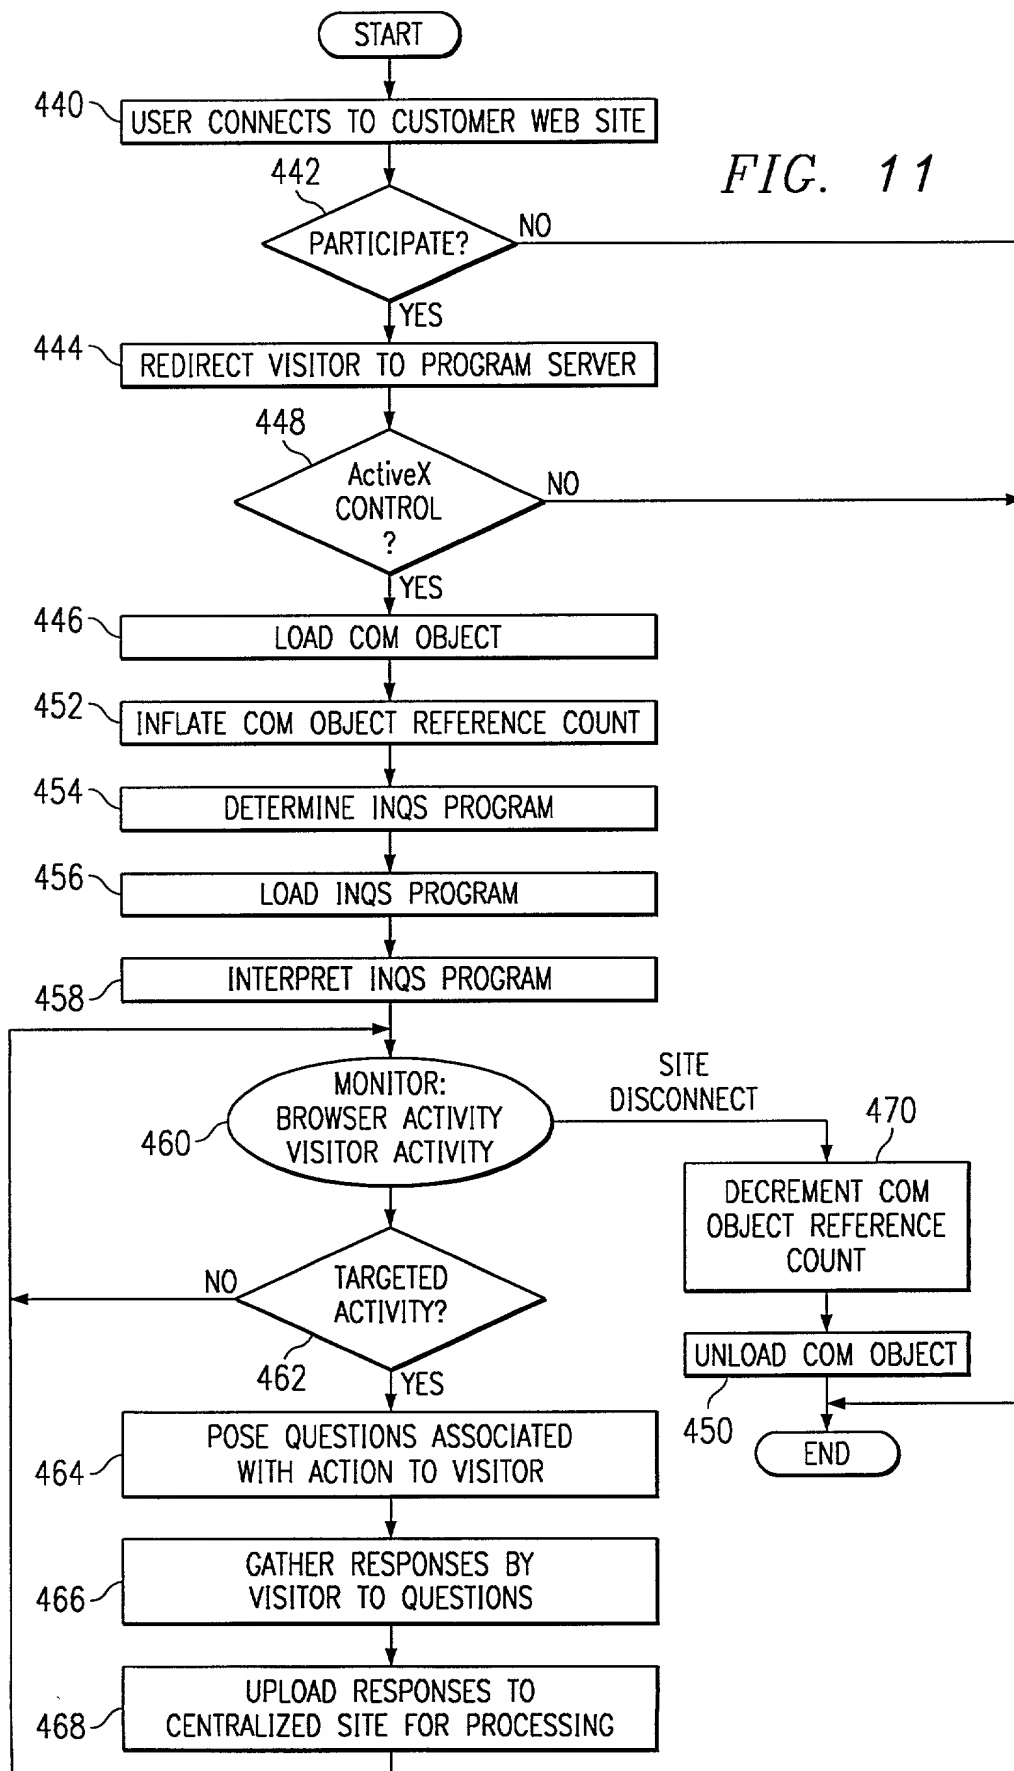 START
440
USER CONNECTS TO CUSTOMER WEB SITE
FIG. 11
442
PARTICIPATE?
NO
YES
444
REDIRECT VISITOR TO PROGRAM SERVER
448
ActiveX
CONTROL
?
NO
YES
446
LOAD COM OBJECT
452
INFLATE COM OBJECT REFERENCE COUNT
454
DETERMINE INQS PROGRAM
456
LOAD INQS PROGRAM
458
INTERPRET INQS PROGRAM
460
MONITOR:
BROWSER ACTIVITY
VISITOR ACTIVITY
SITE
DISCONNECT
470
DECREMENT COM
OBJECT REFERENCE
COUNT
NO
TARGETED
ACTIVITY?
462
YES
UNLOAD COM OBJECT
450
END
464
POSE QUESTIONS ASSOCIATED
WITH ACTION TO VISITOR
466
GATHER RESPONSES BY
VISITOR TO QUESTIONS
468
UPLOAD RESPONSES TO
CENTRALIZED SITE FOR PROCESSING